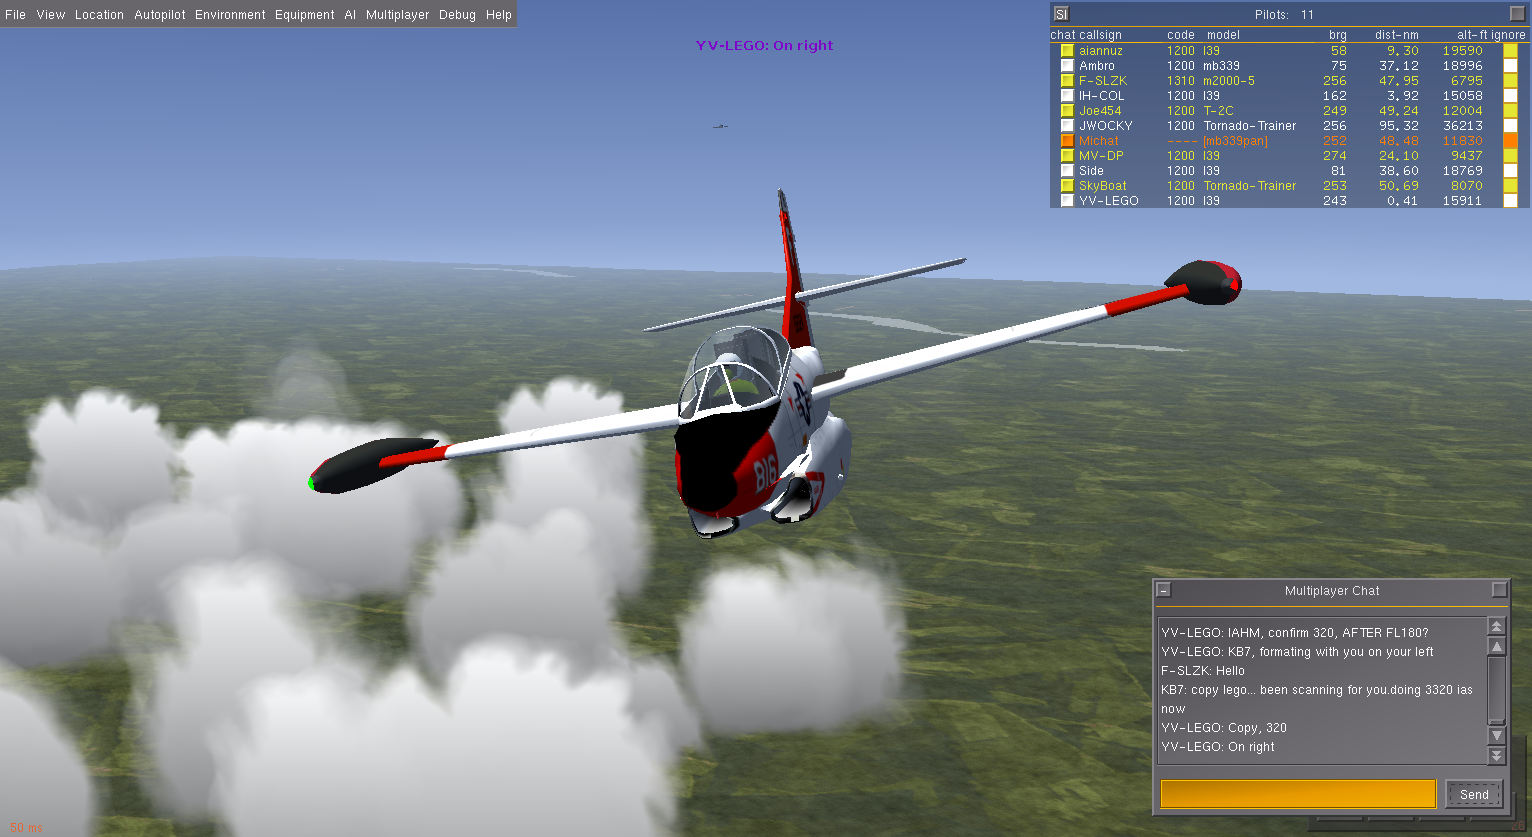 File View Location Autopilot Environment Equipment AI Multiplayer Debug Help
YV-LEGO: On right
SI Pilots: 11
chat callsign code model brg dist-nm alt-ft ignore
aiannuz 1200 l39 58 9.30 19590
Ambro 1200 mb339 75 37.12 18996
F-SLZK 1310 m2000-5 256 47.95 6795
IH-COL 1200 l39 162 3.92 15058
Joe454 1200 T-2C 249 49.24 12004
JWOCKY 1200 Tornado-Trainer 256 95.32 36213
Michat ---- [mb339pan] 252 48.48 11830
MV-DP 1200 l39 274 24.10 9437
Side 1200 l39 81 38.60 18769
SkyBoat 1200 Tornado-Trainer 253 50.69 8070
YV-LEGO 1200 l39 243 0.41 15911
816
Multiplayer Chat
YV-LEGO: IAHM, confirm 320, AFTER FL180?
YV-LEGO: KB7, formating with you on your left
F-SLZK: Hello
KB7: copy lego... been scanning for you.doing 3320 ias
now
YV-LEGO: Copy, 320
YV-LEGO: On right
Send
50 ms